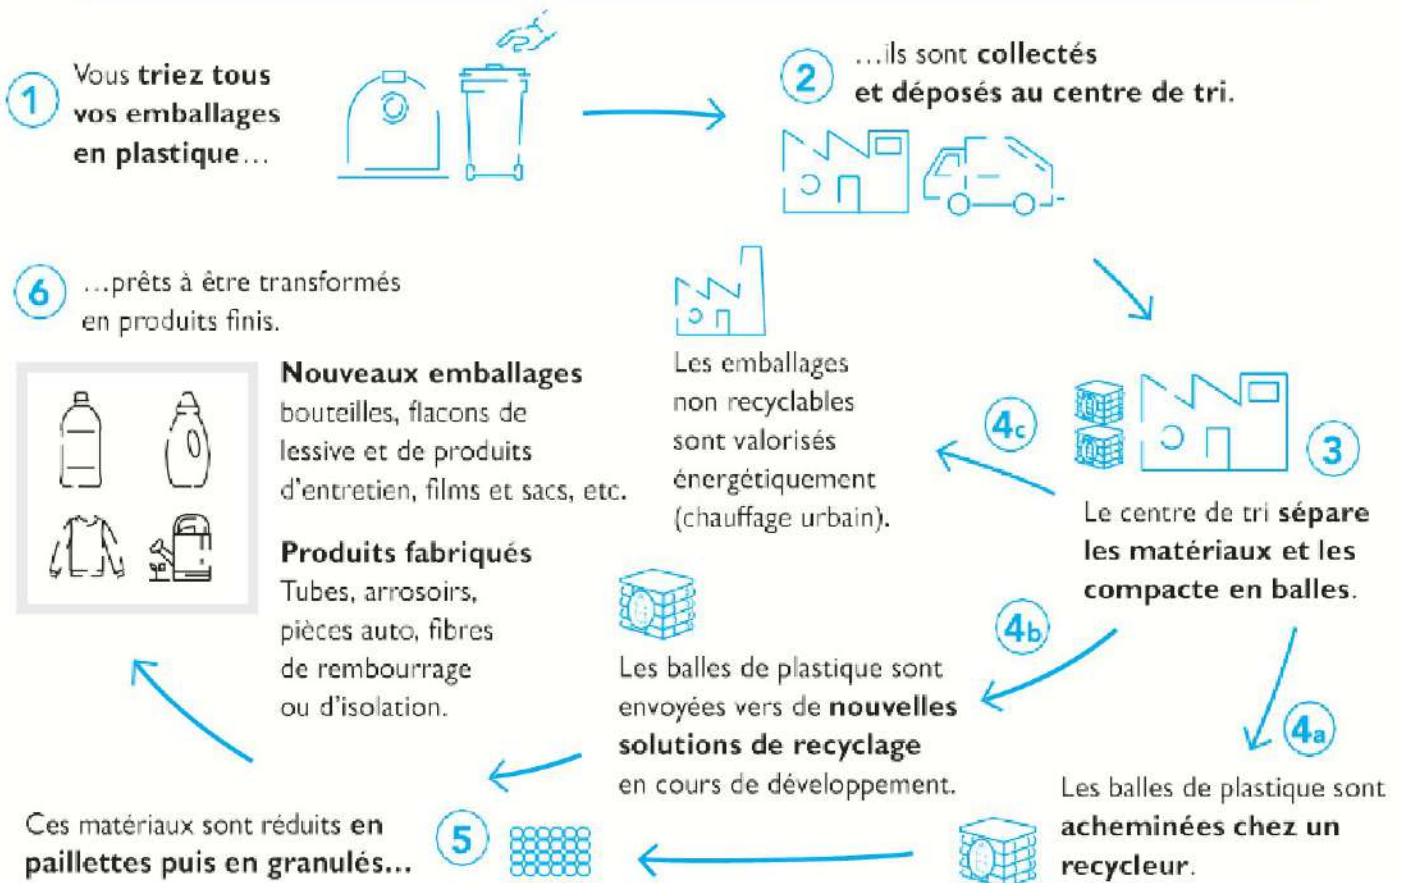 1
Vous triez tous
vos emballages
en plastique...
2
...ils sont collectés
et déposés au centre de tri.
3
Le centre de tri sépare
les matériaux et les
compacte en balles.
4a
Les balles de plastique sont
acheminées chez un
recycleur.
4b
Les balles de plastique sont
envoyées vers de nouvelles
solutions de recyclage
en cours de développement.
4c
Les emballages
non recyclables
sont valorisés
énergétiquement
(chauffage urbain).
5
Ces matériaux sont réduits en
paillettes puis en granulés...
6
...prêts à être transformés
en produits finis.
Nouveaux emballages
bouteilles, flacons de
lessive et de produits
d'entretien, films et sacs, etc.
Produits fabriqués
Tubes, arrosoirs,
pièces auto, fibres
de rembourrage
ou d'isolation.